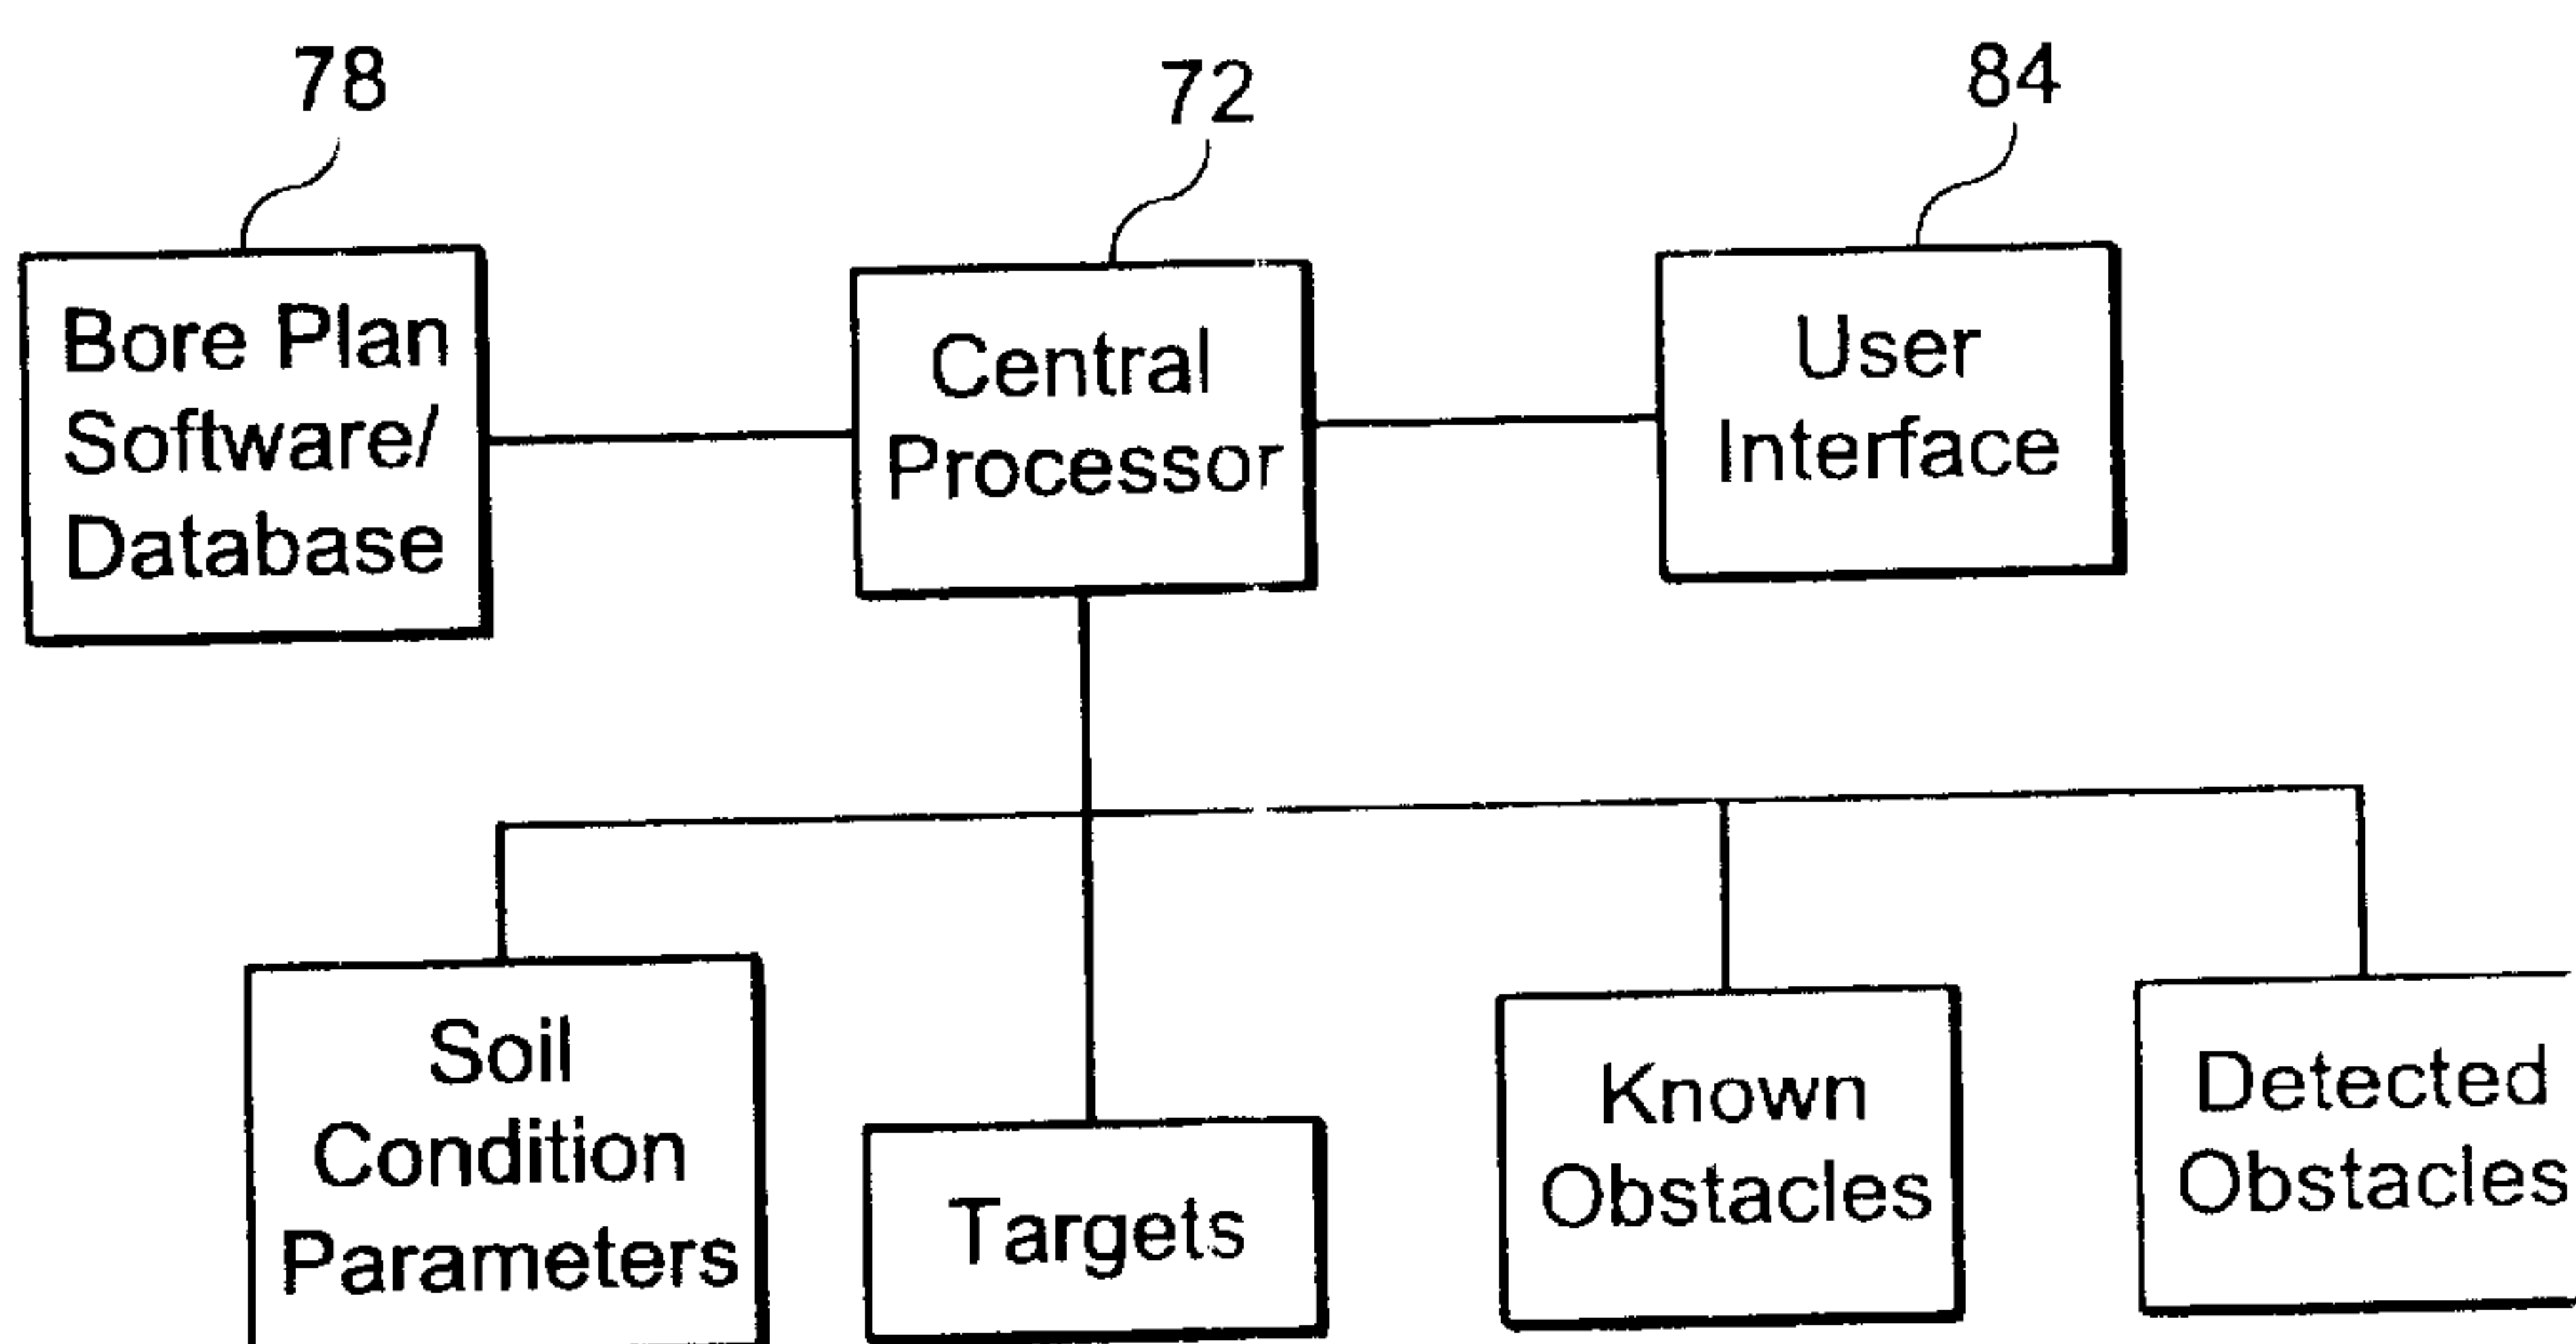 78
72
84
Bore Plan
Software/
Database
Central
Processor
User
Interface
Soil
Condition
Parameters
Targets
Known
Obstacles
Detected
Obstacles